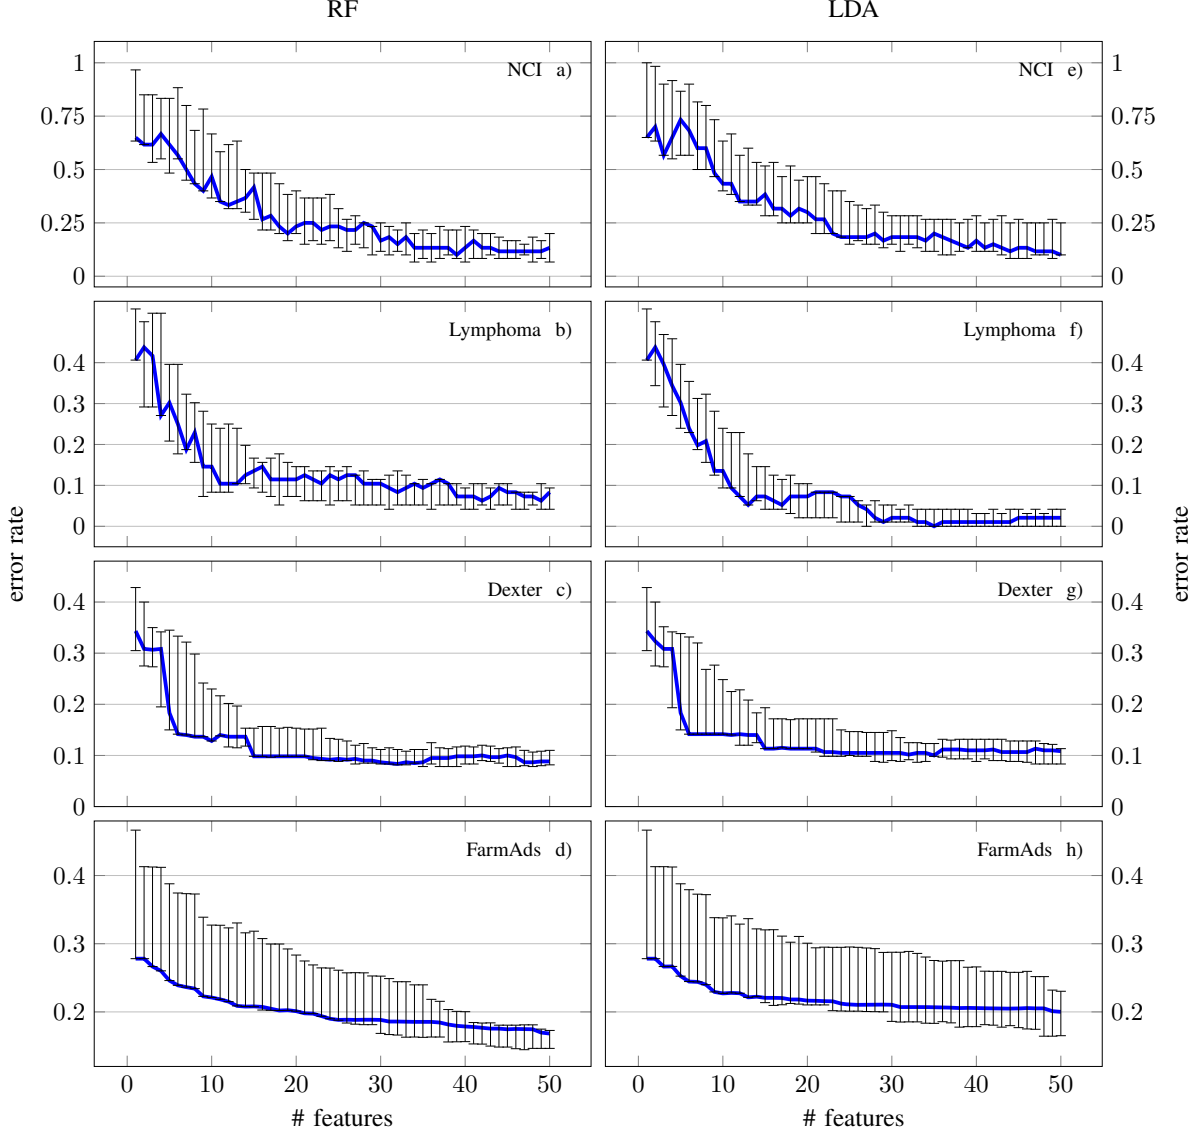 RF
LDA
NCI a)
NCI e)
1
0.75
0.5
0.25
0
1
0.75
0.5
0.25
0
Lymphoma b)
Lymphoma f)
0.4
0.3
0.2
0.1
0
0.4
0.3
0.2
0.1
0
error rate
error rate
Dexter c)
Dexter g)
0.4
0.3
0.2
0.1
0
0.4
0.3
0.2
0.1
0
FarmAds d)
FarmAds h)
0.4
0.3
0.2
0.4
0.3
0.2
0 10 20 30 40 50
0 10 20 30 40 50
# features
# features